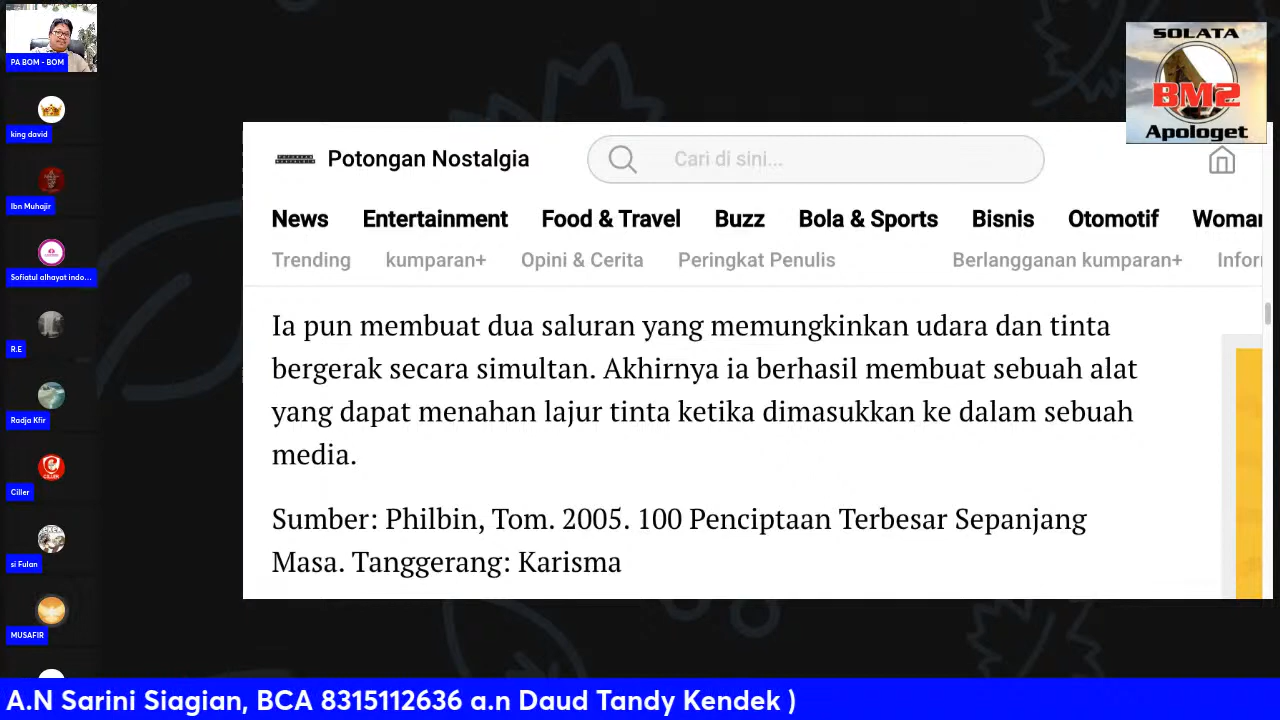 PA BOM - BOM
king david
Ibn Muhajir
Sofiatul alhayat indo...
R.E
Radja Kfir
Ciller
si Fulan
MUSAFIR
SOLATA
BM2
Apologet
Potongan Nostalgia
Cari di sini...
News Entertainment Food & Travel Buzz Bola & Sports Bisnis Otomotif Woman
Trending kumparan+ Opini & Cerita Peringkat Penulis Berlangganan kumparan+ Infor
Ia pun membuat dua saluran yang memungkinkan udara dan tinta
bergerak secara simultan. Akhirnya ia berhasil membuat sebuah alat
yang dapat menahan lajur tinta ketika dimasukkan ke dalam sebuah
media.
Sumber: Philbin, Tom. 2005. 100 Penciptaan Terbesar Sepanjang
Masa. Tanggerang: Karisma
A.N Sarini Siagian, BCA 8315112636 a.n Daud Tandy Kendek )